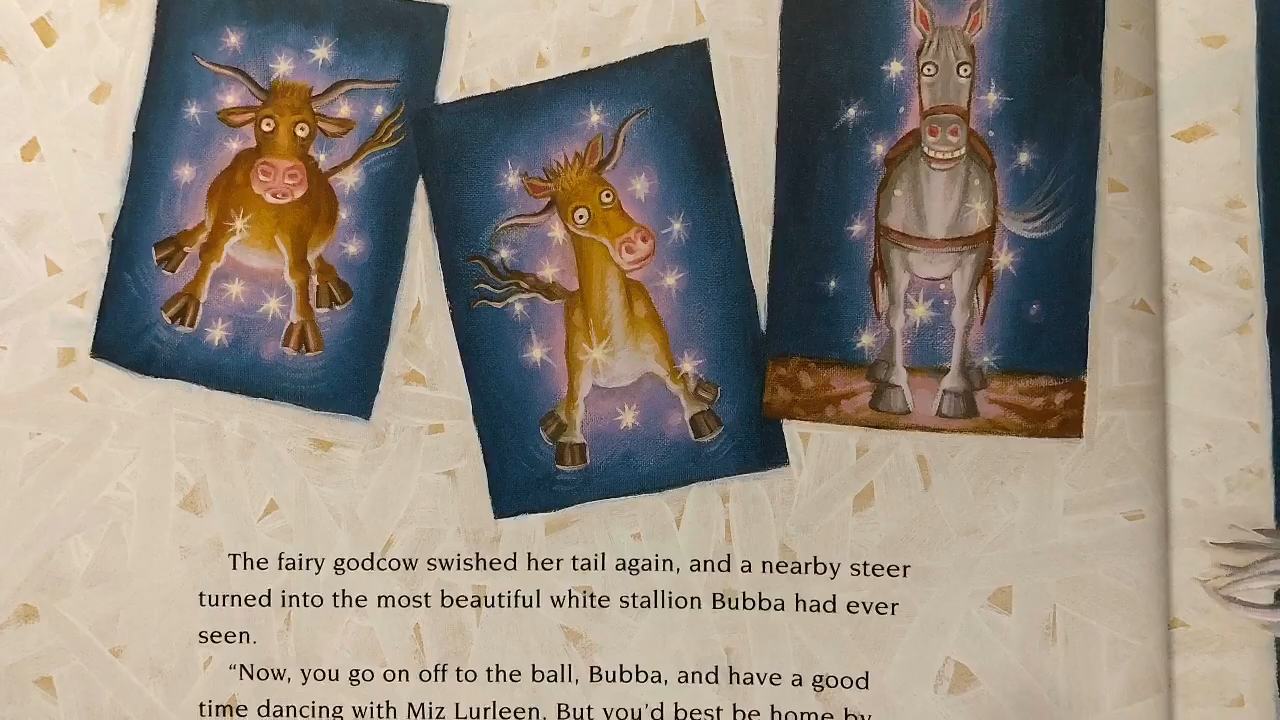 The fairy godcow swished her tail again, and a nearby steer
turned into the most beautiful white stallion Bubba had ever
seen.
“Now, you go on off to the ball, Bubba, and have a good
time dancing with Miz Lurleen. But you’d best be home by